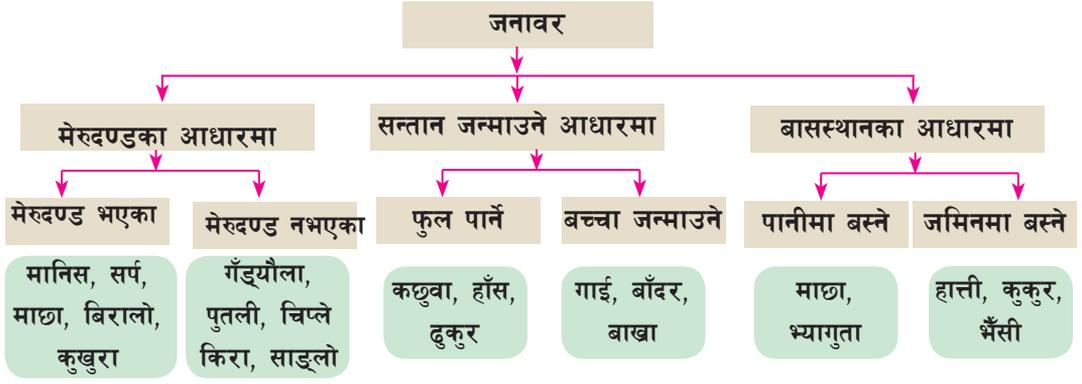 जनावर
मेरुदण्डका आधारमा
सन्तान जन्माउने आधारमा
बासस्थानका आधारमा
मेरुदण्ड भएका
मेरुदण्ड नभएका
फुल पार्ने
बच्चा जन्माउने
पानीमा बस्ने
जमिनमा बस्ने
मानिस, सर्प,
माछा, बिरालो,
कुखुरा
गँड्यौला,
पुतली, चिप्ले
किरा, साङ्लो
कछुवा, हाँस,
ढुकुर
गाई, बाँदर,
बाख्रा
माछा,
भ्यागुता
हात्ती, कुकुर,
भैँसी